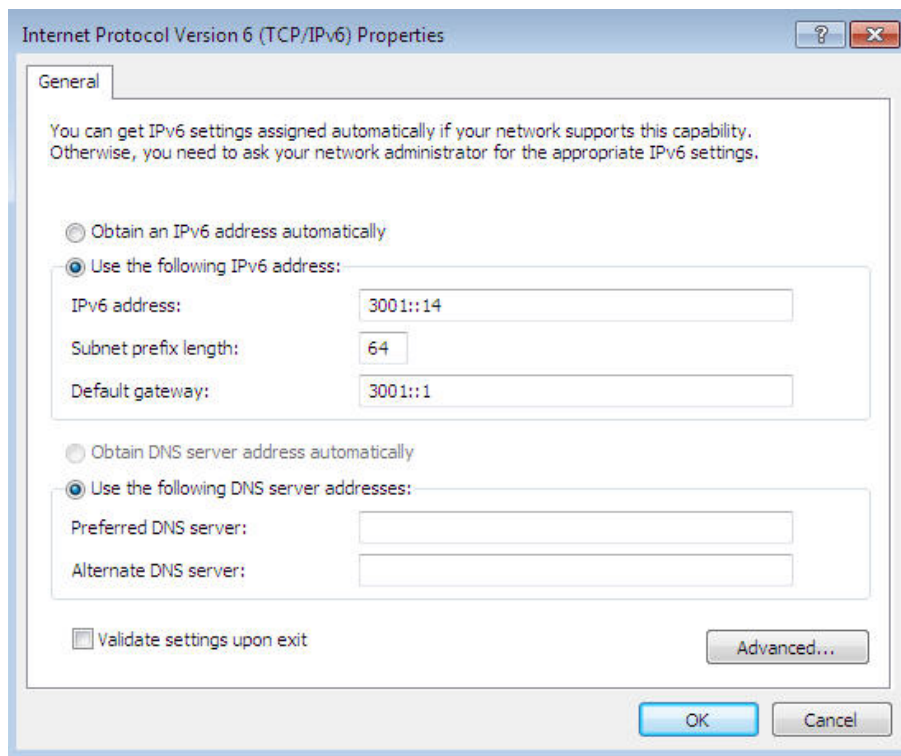 Internet Protocol Version 6 (TCP/IPv6) Properties
General
You can get IPv6 settings assigned automatically if your network supports this capability.
Otherwise, you need to ask your network administrator for the appropriate IPv6 settings.
Obtain an IPv6 address automatically
Use the following IPv6 address:
IPv6 address: 3001::14
Subnet prefix length: 64
Default gateway: 3001::1
Obtain DNS server address automatically
Use the following DNS server addresses:
Preferred DNS server:
Alternate DNS server:
Validate settings upon exit
Advanced...
OK Cancel